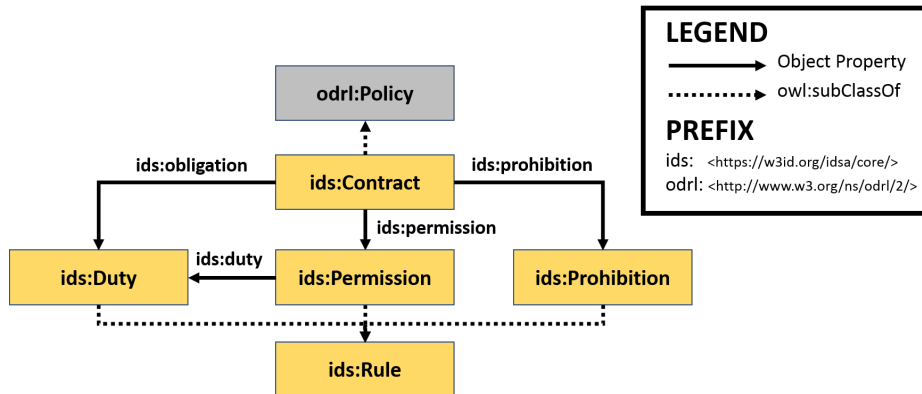 LEGEND
Object Property
owl:subClassOf
PREFIX
ids: <https://w3id.org/idsa/core/>
odrl: <http://www.w3.org/ns/odrl/2/>
odrl:Policy
ids:obligation
ids:prohibition
ids:Contract
ids:permission
ids:duty
ids:Duty
ids:Permission
ids:Prohibition
ids:Rule